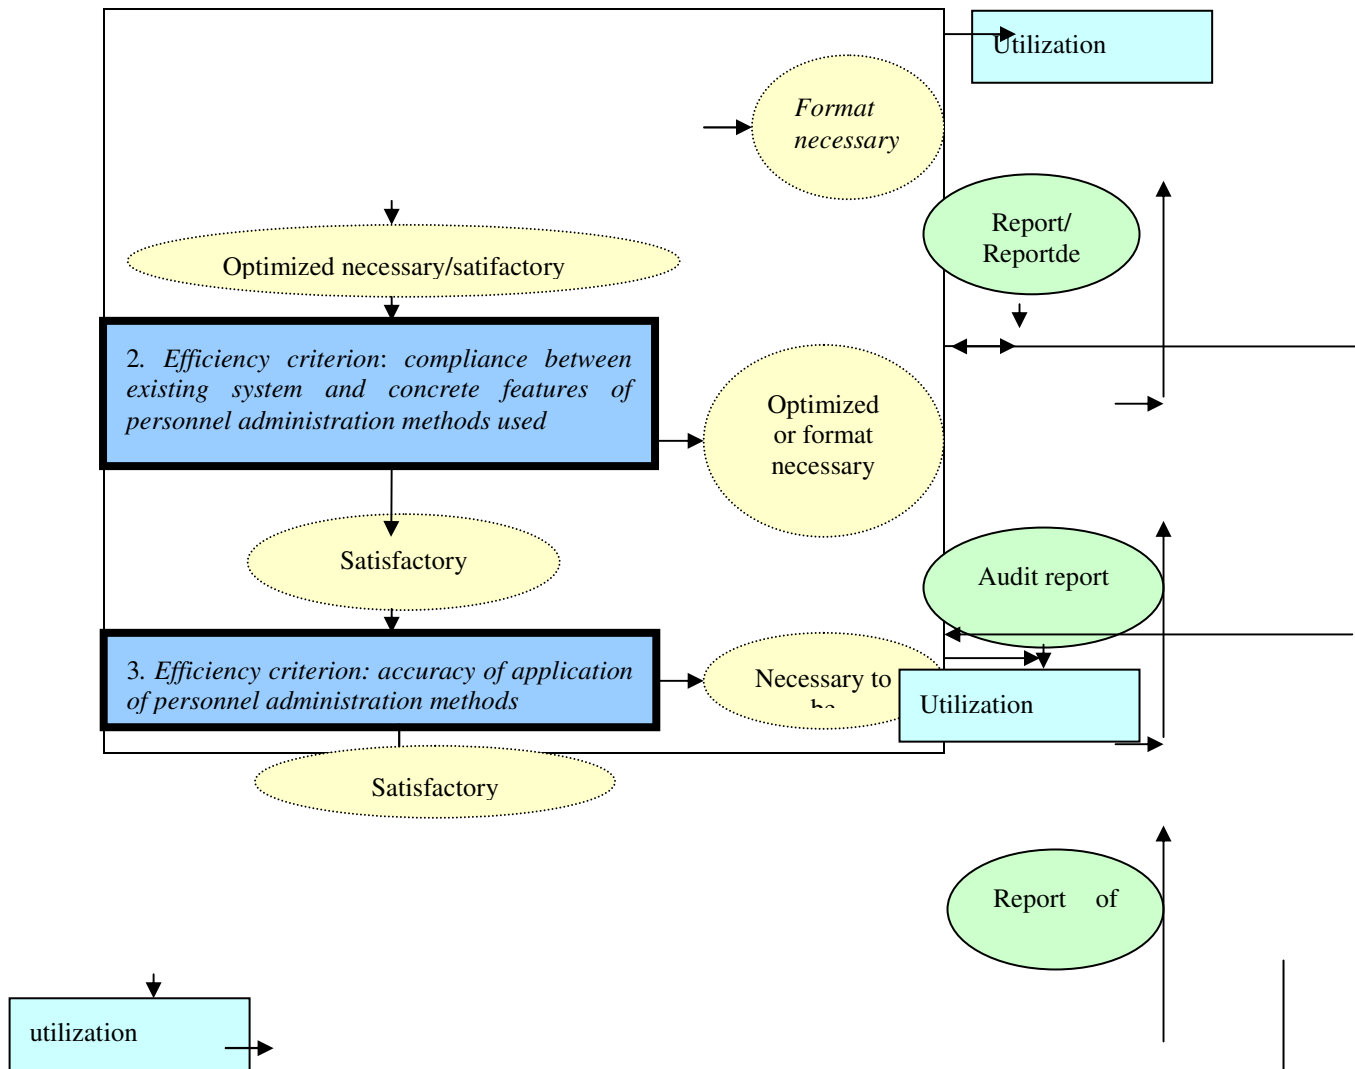 Utilization
Format
necessary
Report/
Reportde
Optimized necessary/satifactory
2. Efficiency criterion: compliance between
existing system and concrete features of
personnel administration methods used
Optimized
or format
necessary
Satisfactory
Audit report
3. Efficiency criterion: accuracy of application
of personnel administration methods
Necessary to
be
Utilization
Satisfactory
Report of
utilization